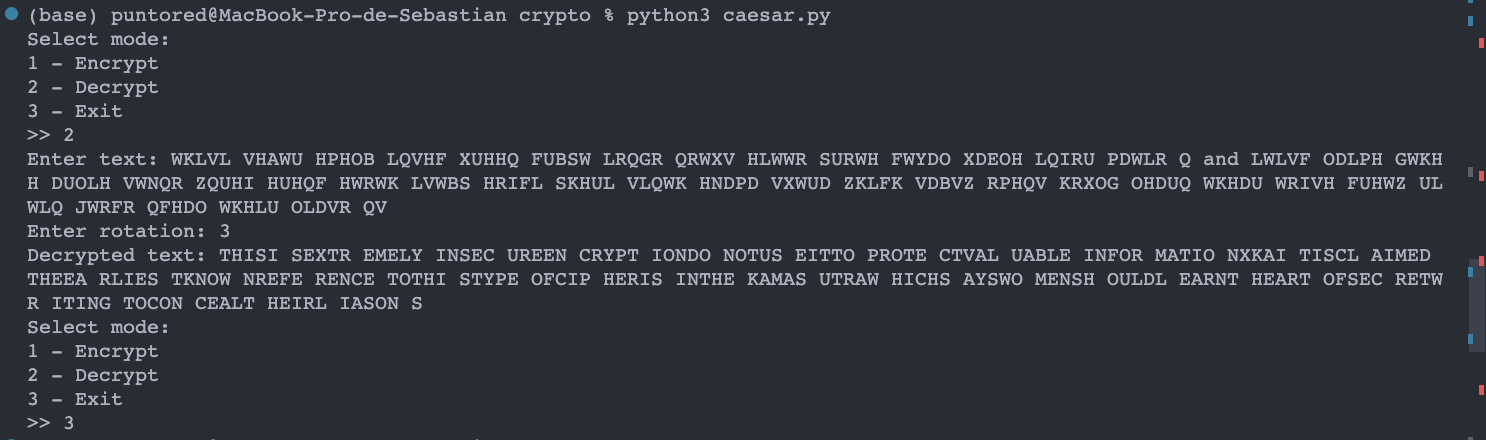 (base) puntored@MacBook-Pro-de-Sebastian crypto % python3 caesar.py
Select mode:
1 - Encrypt
2 - Decrypt
3 - Exit
>> 2
Enter text: WKLVL VHAWU HPHOB LQVHF XUHHQ FUBSW LRQGR QRWXV HLWWR SURWH FWYDO XDEOH LQIRU PDWLR Q and LWLVF ODLPH GWKH
H DUOLH VWNQR ZQUHI HUHQF HWRWK LVWBS HRIFL SKHUL VLQWK HNDPD VXWUD ZKLFK VDBVZ RPHQV KRXOG OHDUQ WKHDU WRIVH FUHWZ UL
WLQ JWRFR QFHDO WKHLU OLDVR QV
Enter rotation: 3
Decrypted text: THISI SEXTR EMELY INSEC UREEN CRYPT IONDO NOTUS EITTO PROTE CTVAL UABLE INFOR MATIO NXKAI TISCL AIMED
THEEA RLIES TKNOW NREFE RENCE TOTHI STYPE OFCIP HERIS INTHE KAMAS UTRAW HICHS AYSWO MENSH OULDL EARNT HEART OFSEC RETW
R ITING TOCON CEALT HEIRL IASON S
Select mode:
1 - Encrypt
2 - Decrypt
3 - Exit
>> 3